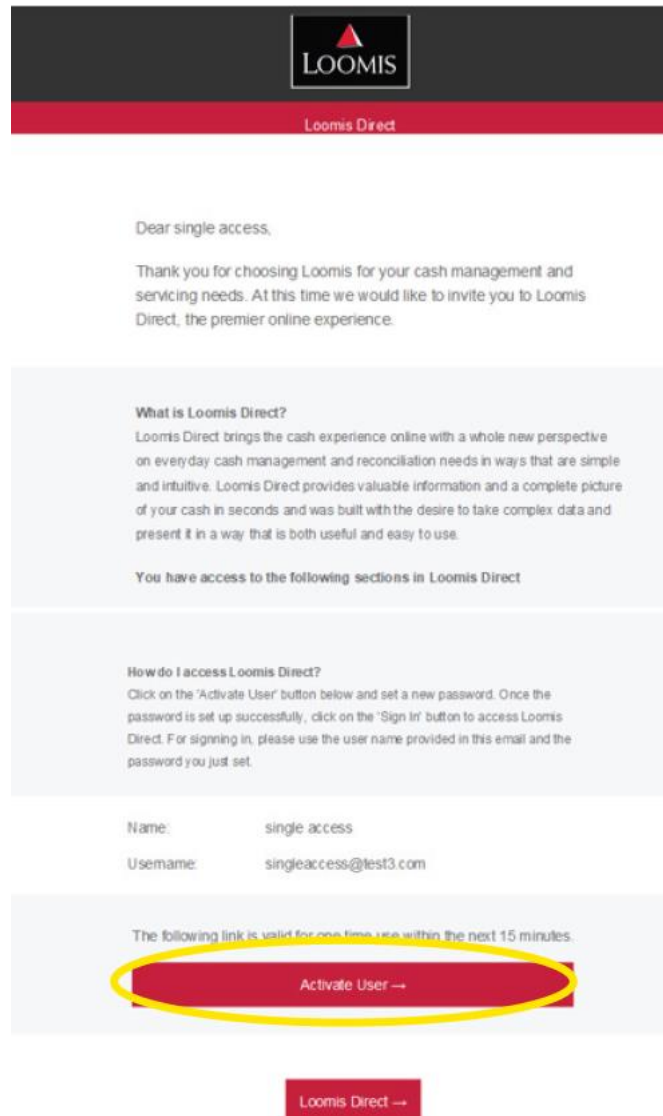 LOOMIS
Loomis Direct
Dear single access,
Thank you for choosing Loomis for your cash management and
servicing needs. At this time we would like to invite you to Loomis
Direct, the premier online experience.
What is Loomis Direct?
Loomis Direct brings the cash experience online with a whole new perspective
on everyday cash management and reconciliation needs in ways that are simple
and intuitive. Loomis Direct provides valuable information and a complete picture
of your cash in seconds and was built with the desire to take complex data and
present it in a way that is both useful and easy to use.
You have access to the following sections in Loomis Direct
How do I access Loomis Direct?
Click on the 'Activate User' button below and set a new password. Once the
password is set up successfully, click on the 'Sign In' button to access Loomis
Direct. For signning in, please use the user name provided in this email and the
password you just set.
Name: single access
Username: singleaccess@test3.com
The following link is valid for one time use within the next 15 minutes.
Activate User →
Loomis Direct →